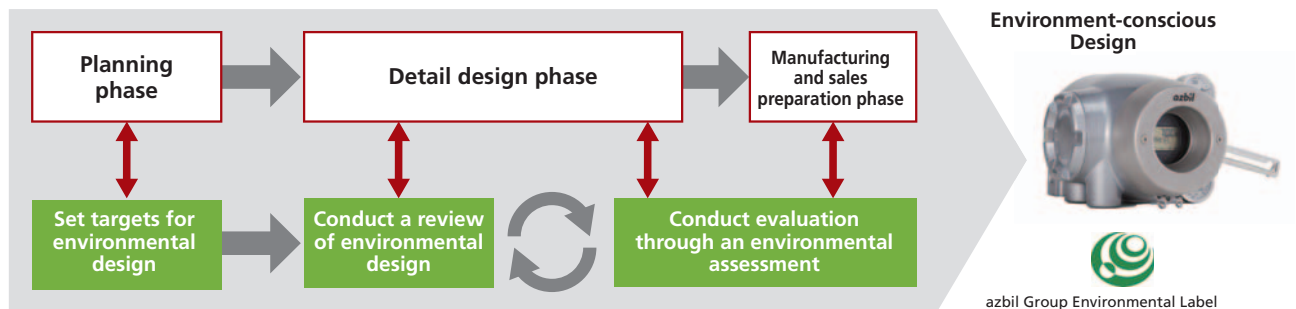 Planning
phase
Detail design phase
Manufacturing
and sales
preparation phase
Set targets for
environmental
design
Conduct a review
of environmental
design
Conduct evaluation
through an environmental
assessment
Environment-conscious
Design
azbil
azbil Group Environmental Label